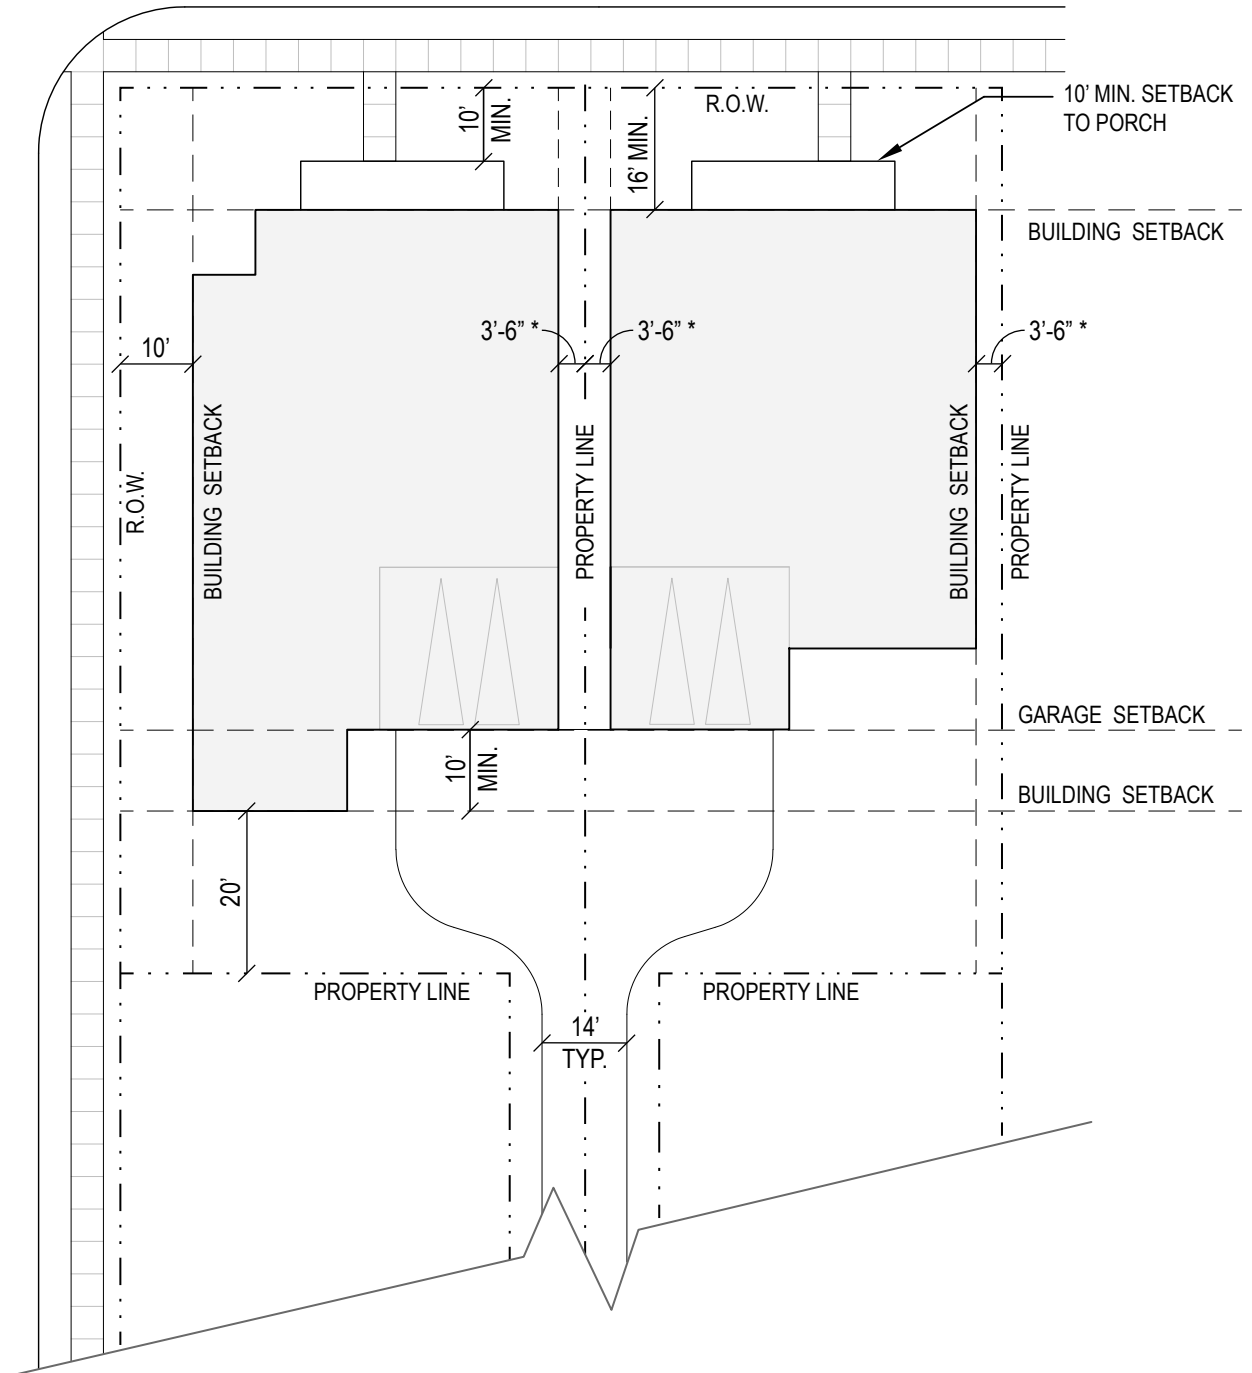 10’
MIN.
16’ MIN.
R.O.W.
10’ MIN. SETBACK
TO PORCH
BUILDING SETBACK
3’-6” *
3’-6” *
3’-6” *
10’
R.O.W.
BUILDING SETBACK
PROPERTY LINE
BUILDING SETBACK
PROPERTY LINE
GARAGE SETBACK
10’
MIN.
BUILDING SETBACK
20’
PROPERTY LINE
PROPERTY LINE
14’
TYP.